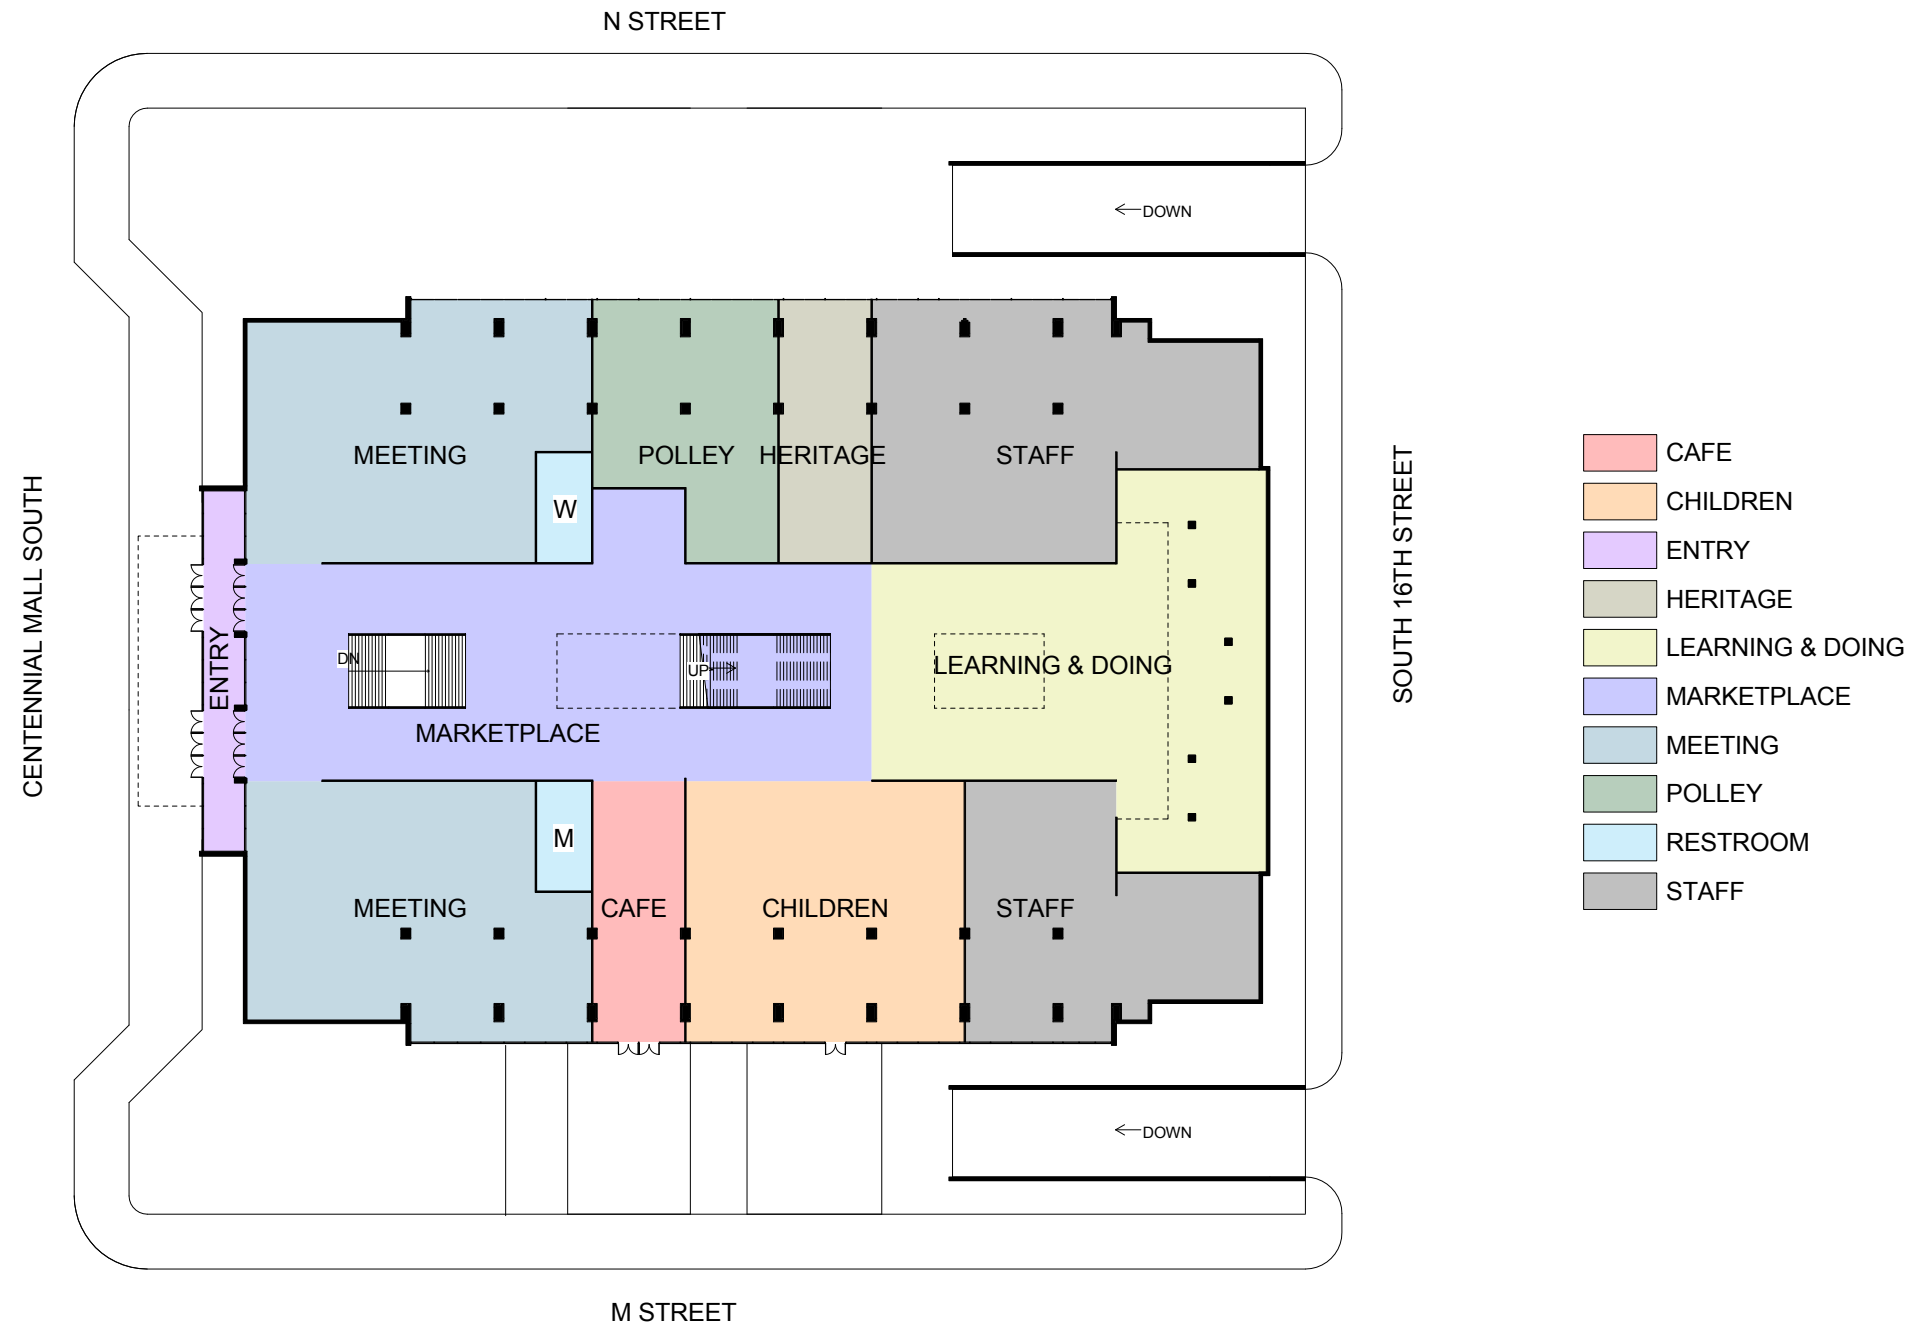 N STREET
DOWN
MEETING
POLLEY
HERITAGE
STAFF
W
CENTENNIAL MALL SOUTH
ENTRY
DN
UP
LEARNING & DOING
MARKETPLACE
SOUTH 16TH STREET
M
MEETING
CAFE
CHILDREN
STAFF
DOWN
M STREET
CAFE
CHILDREN
ENTRY
HERITAGE
LEARNING & DOING
MARKETPLACE
MEETING
POLLEY
RESTROOM
STAFF